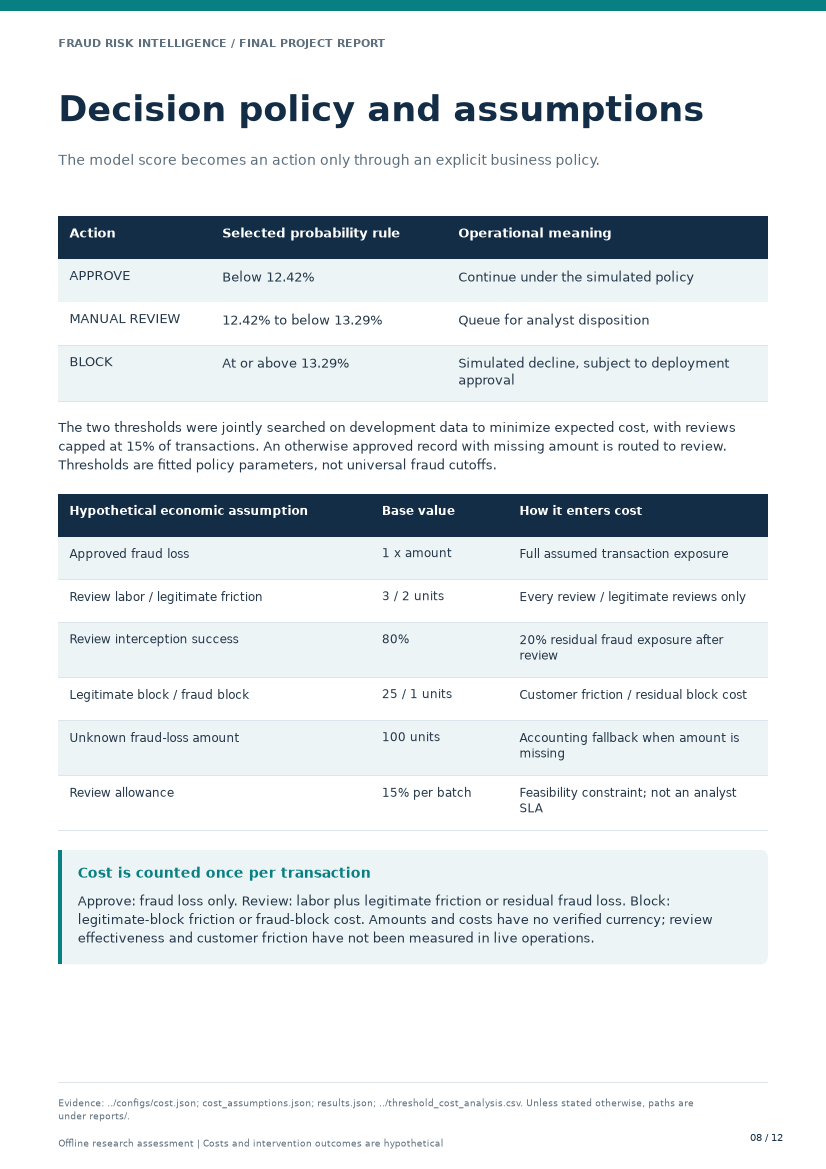 FRAUD RISK INTELLIGENCE / FINAL PROJECT REPORT
Decision policy and assumptions
The model score becomes an action only through an explicit business policy.
Action Selected probability rule Operational meaning
APPROVE Below 12.42% Continue under the simulated policy
MANUAL REVIEW 12.42% to below 13.29% Queue for analyst disposition
BLOCK At or above 13.29% Simulated decline, subject to deployment
approval
The two thresholds were jointly searched on development data to minimize expected cost, with reviews
capped at 15% of transactions. An otherwise approved record with missing amount is routed to review.
Thresholds are fitted policy parameters, not universal fraud cutoffs.
Hypothetical economic assumption Base value How it enters cost
Approved fraud loss 1 x amount Full assumed transaction exposure
Review labor / legitimate friction 3 / 2 units Every review / legitimate reviews only
Review interception success 80% 20% residual fraud exposure after
review
Legitimate block / fraud block 25 / 1 units Customer friction / residual block cost
Unknown fraud-loss amount 100 units Accounting fallback when amount is
missing
Review allowance 15% per batch Feasibility constraint; not an analyst
SLA
Cost is counted once per transaction
Approve: fraud loss only. Review: labor plus legitimate friction or residual fraud loss. Block:
legitimate-block friction or fraud-block cost. Amounts and costs have no verified currency; review
effectiveness and customer friction have not been measured in live operations.
Evidence: ../configs/cost.json; cost_assumptions.json; results.json; ../threshold_cost_analysis.csv. Unless stated otherwise, paths are
under reports/.
Offline research assessment | Costs and intervention outcomes are hypothetical
08 / 12